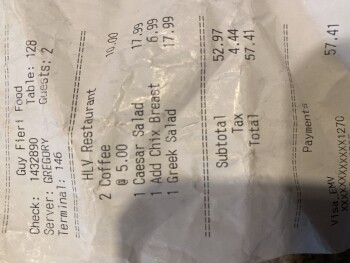 Guy Fieri Food
Check: 1432890 Table: 128
Server: GREGORY Guests: 2
Terminal: 146
HLV Restaurant
2 Coffee 10.00
@ 5.00
1 Caesar Salad 17.99
1 Add Chix Breast 6.99
1 Greek Salad 17.99
Subtotal 52.97
Tax 4.44
Total 57.41
Payments
Visa EMV 57.41
XXXXXXXXXXXX1270